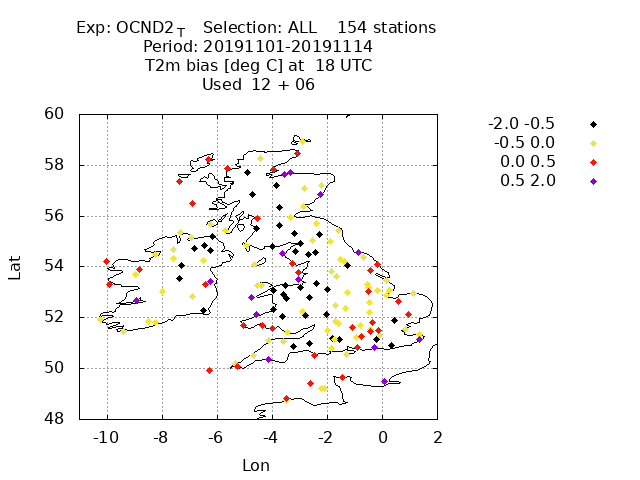 Exp: OCND2_T Selection: ALL 154 stations
Period: 20191101-20191114
T2m bias [deg C] at 18 UTC
Used 12 + 06
-2.0 -0.5
-0.5 0.0
0.0 0.5
0.5 2.0
60
58
56
54
52
50
48
Lat
-10 -8 -6 -4 -2 0 2
Lon